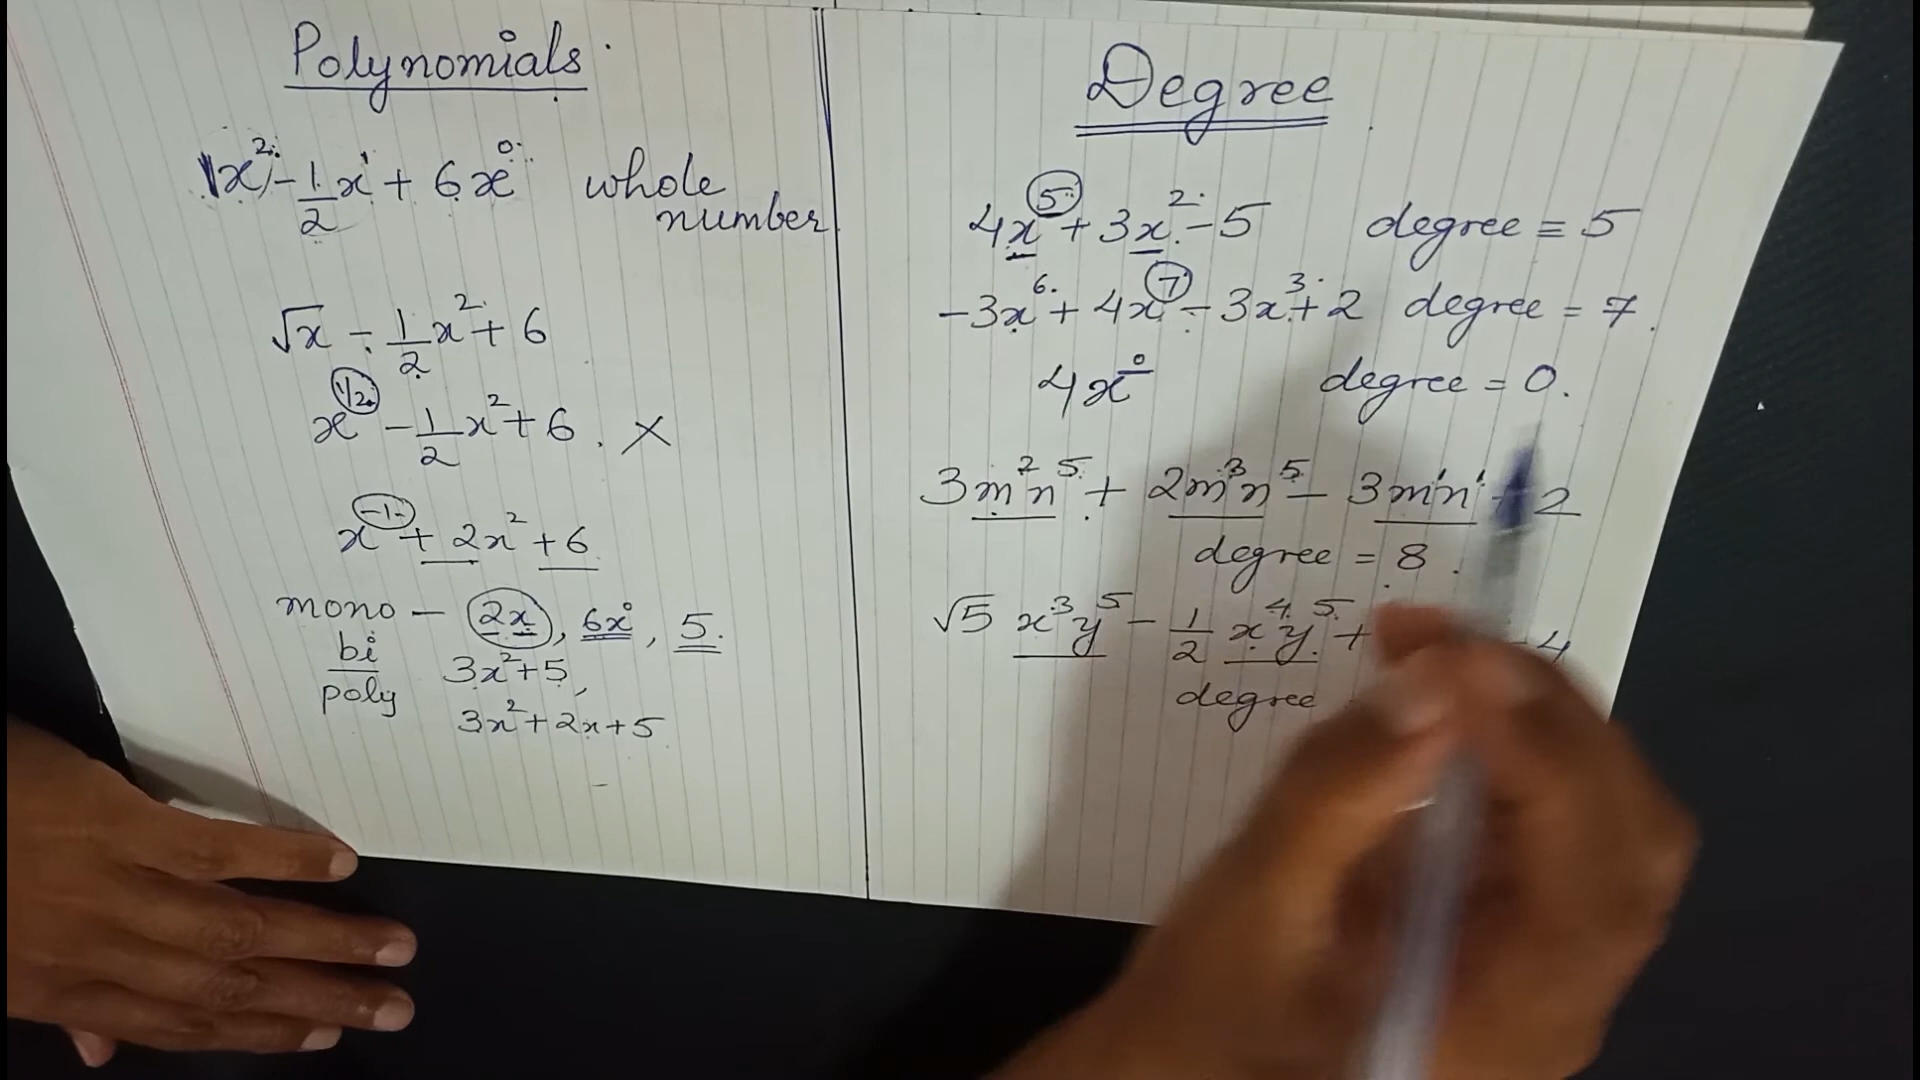 Polynomials
1x² - 1/2 x¹ + 6x⁰ whole number
√x - 1/2 x² + 6
x^(1/2) - 1/2 x² + 6. ×
x^(-1) + 2x² + 6
mono - 2x, 6x⁰, 5.
bi 3x² + 5,
poly 3x² + 2x + 5
Degree
4x⁵ + 3x² - 5 degree = 5
-3x⁶ + 4x⁷ - 3x³ + 2 degree = 7.
4x⁰ degree = 0.
3m²n⁵ + 2m³n⁵ - 3m¹n¹ 2
degree = 8.
√5 x³y⁵ - 1/2 x⁴y⁵ + 4
degree